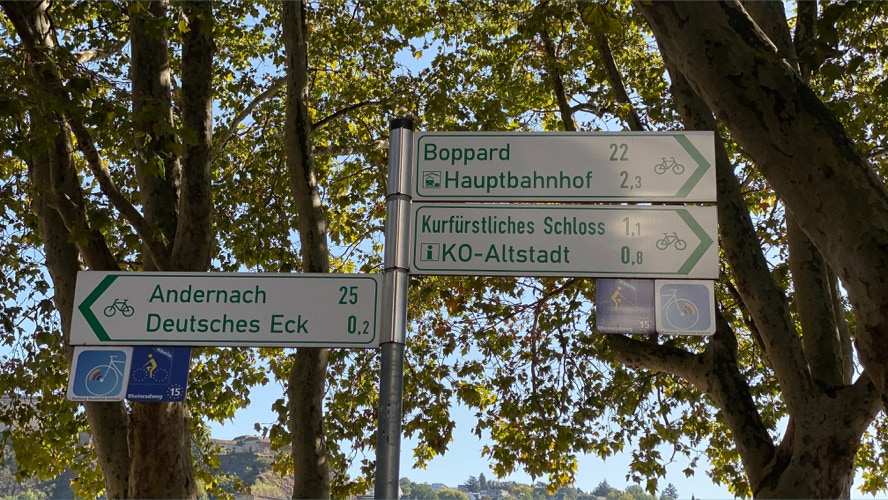 Boppard 22
Hauptbahnhof 2,3
Kurfürstliches Schloss 1,1
i KO-Altstadt 0,8
15
Andernach 25
Deutsches Eck 0,2
15
Rheinradweg